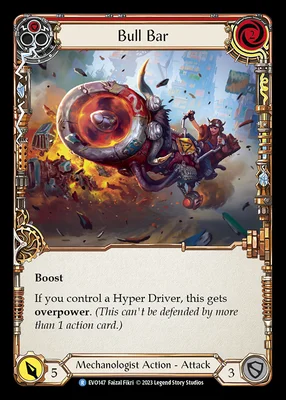 Bull Bar
Boost
If you control a Hyper Driver, this gets
overpower. (This can't be defended by more
than 1 action card.)
5
Mechanologist Action - Attack
3
R EVO147 Faizal Fikri © 2023 Legend Story Studios